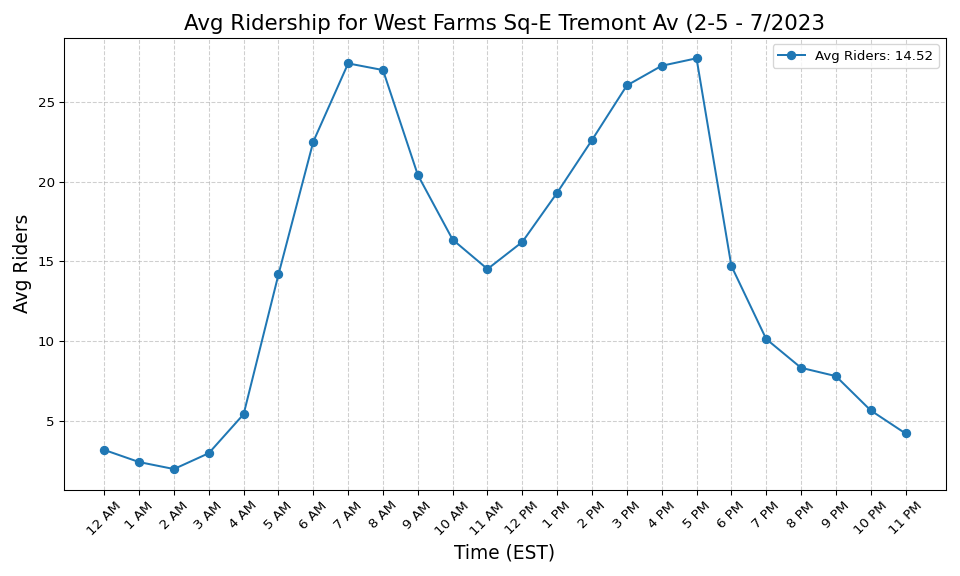 Avg Ridership for West Farms Sq-E Tremont Av (2-5 - 7/2023
Avg Riders: 14.52
Avg Riders
25
20
15
10
5
12 AM
1 AM
2 AM
3 AM
4 AM
5 AM
6 AM
7 AM
8 AM
9 AM
10 AM
11 AM
12 PM
1 PM
2 PM
3 PM
4 PM
5 PM
6 PM
7 PM
8 PM
9 PM
10 PM
11 PM
Time (EST)